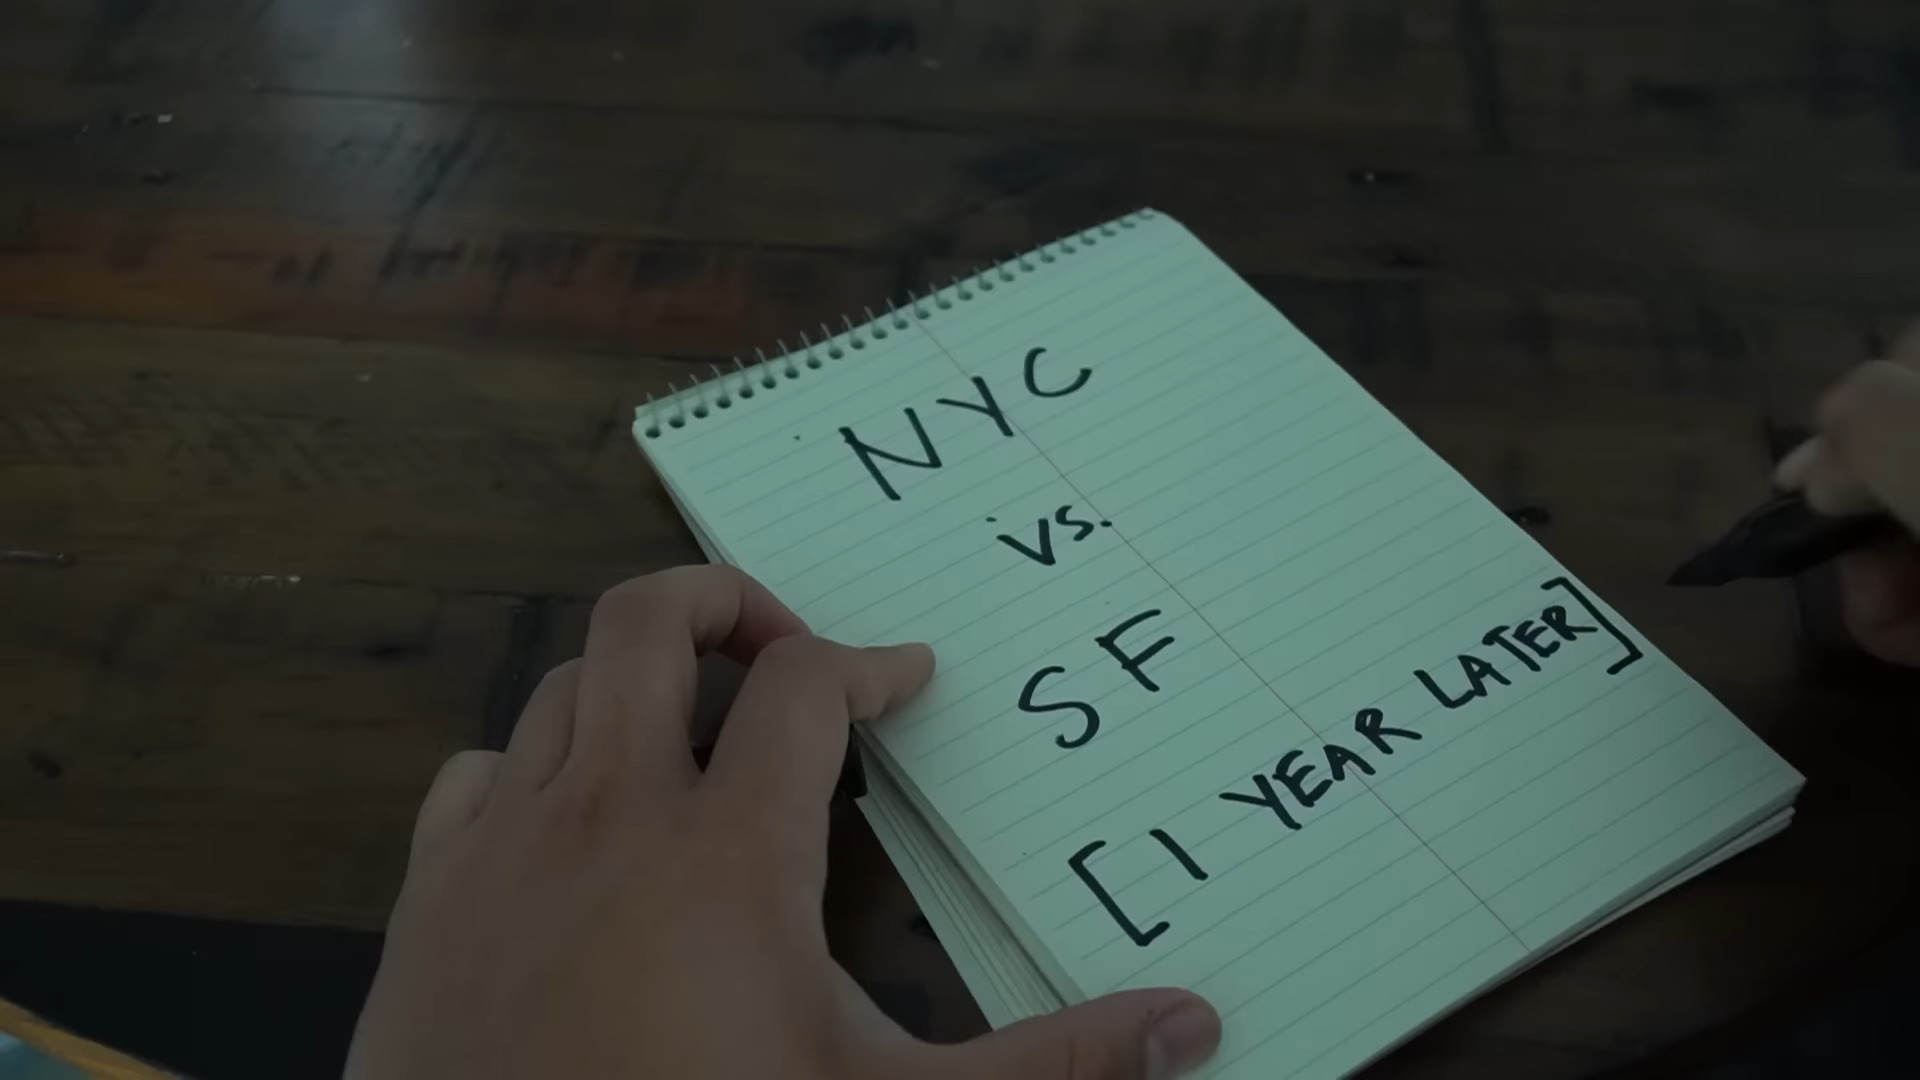 NYC
vs.
SF
[1 YEAR LATER]